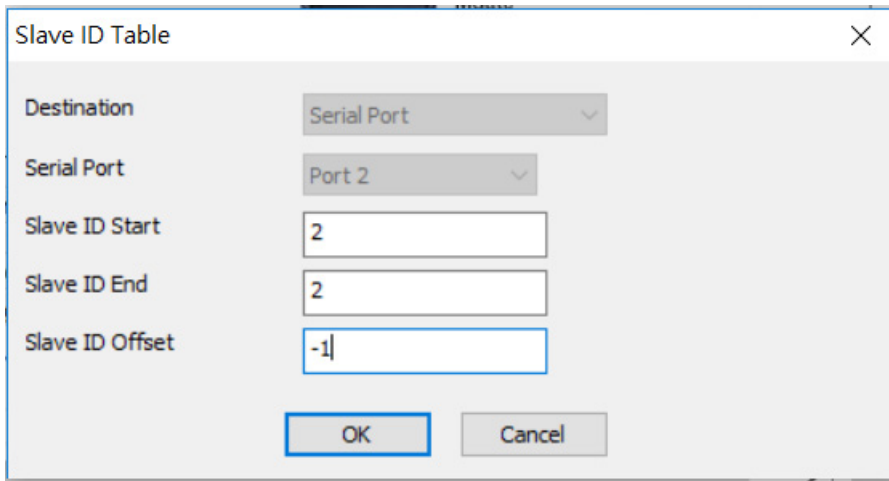 Slave ID Table
Destination
Serial Port
Serial Port
Port 2
Slave ID Start
2
Slave ID End
2
Slave ID Offset
-1
OK
Cancel